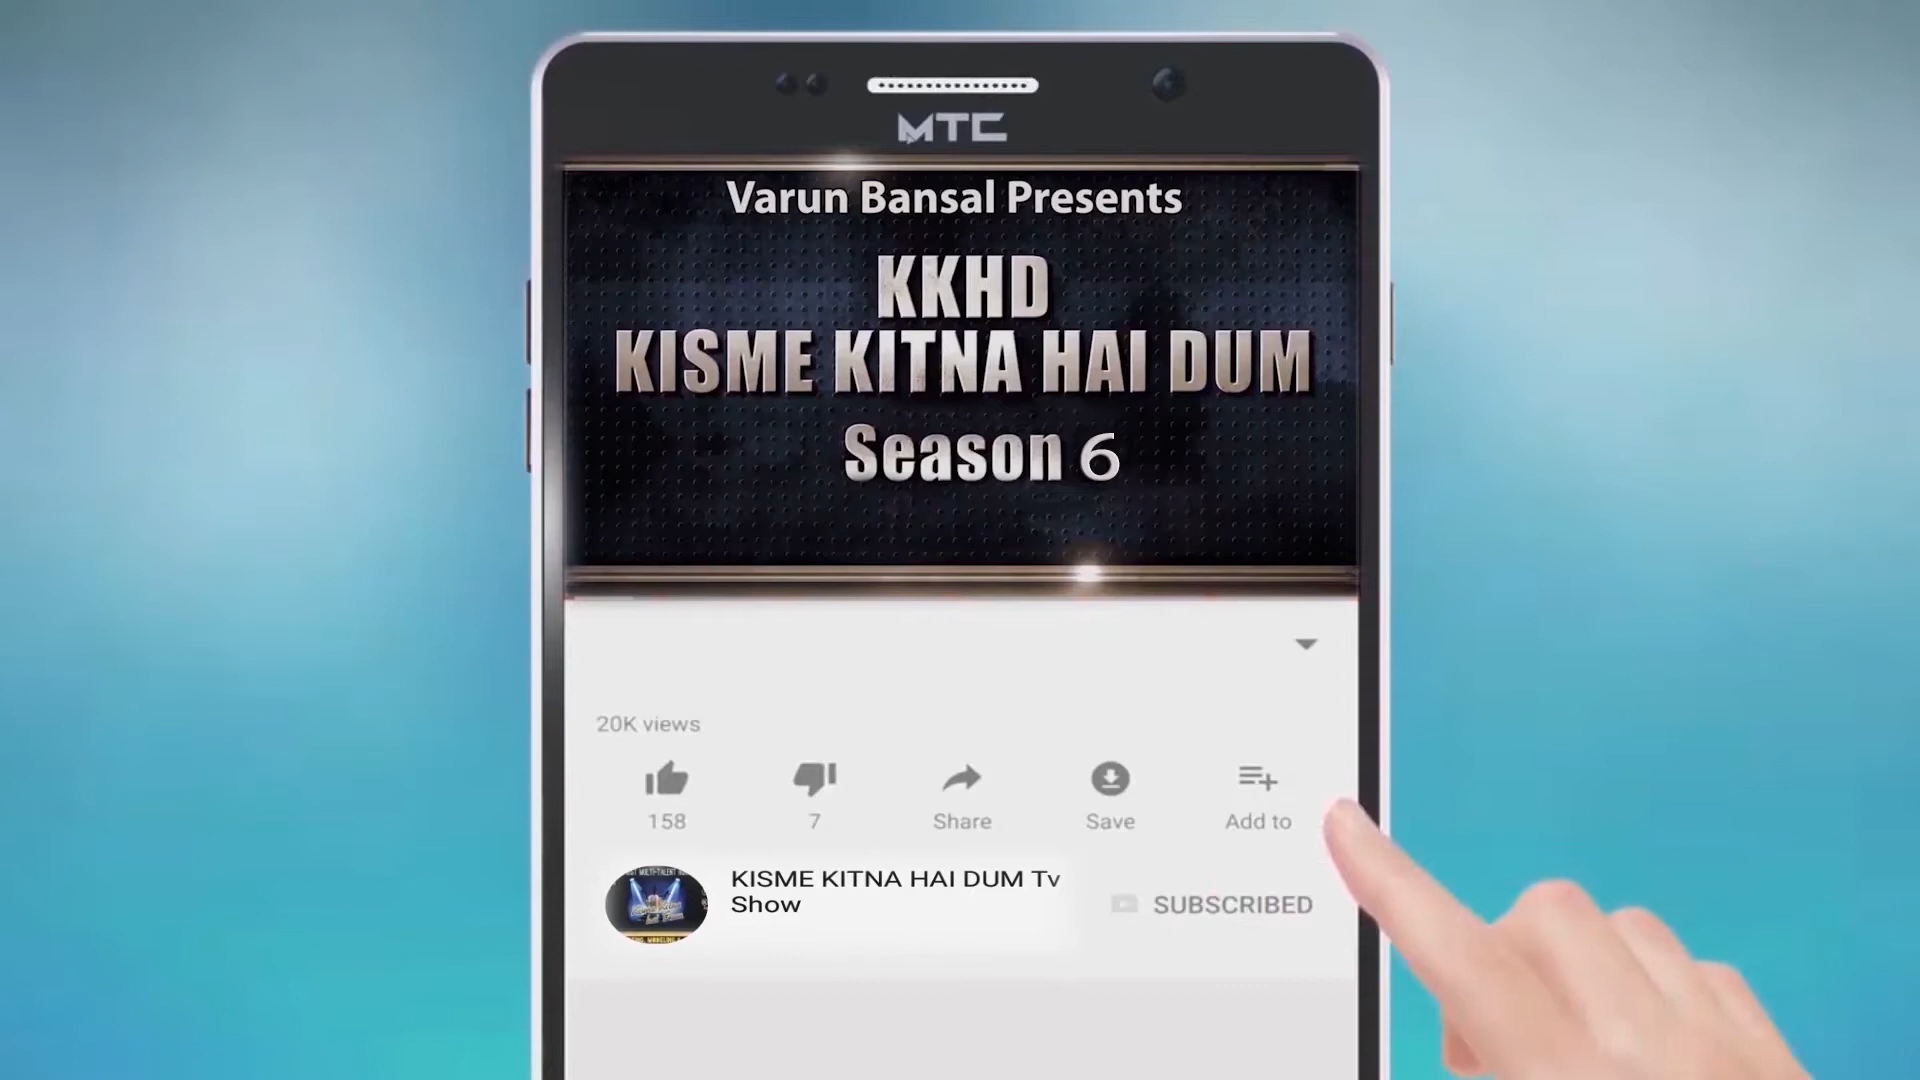 MTC
Varun Bansal Presents
KKHD
KISME KITNA HAI DUM
Season 6
20K views
158
7
Share
Save
Add to
KISME KITNA HAI DUM Tv
Show
SUBSCRIBED